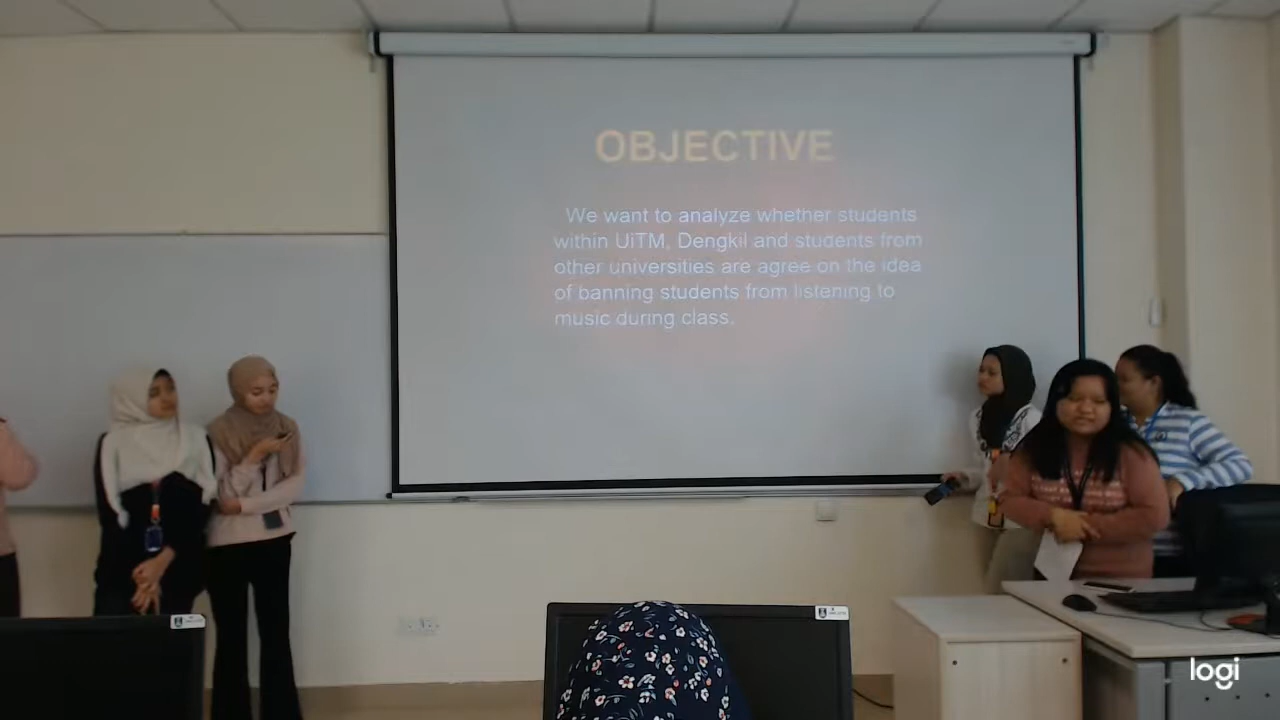 OBJECTIVE
We want to analyze whether students
within UiTM, Dengkil and students from
other universities are agree on the idea
of banning students from listening to
music during class.
logi